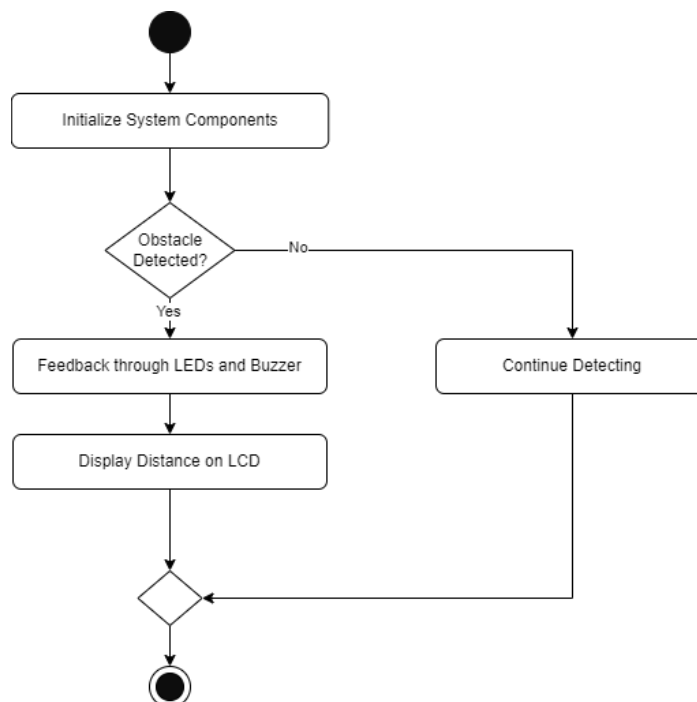 Initialize System Components
Obstacle
Detected?
No
Yes
Feedback through LEDs and Buzzer
Continue Detecting
Display Distance on LCD